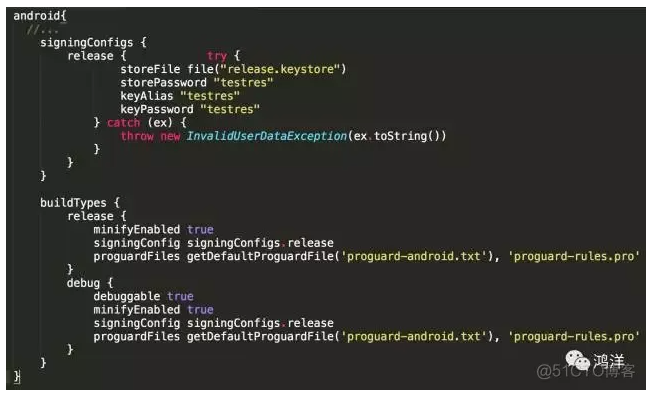 android{
//...
signingConfigs {
release { try {
storeFile file("release.keystore")
storePassword "testres"
keyAlias "testres"
keyPassword "testres"
} catch (ex) {
throw new InvalidUserDataException(ex.toString())
}
}
}
buildTypes {
release {
minifyEnabled true
signingConfig signingConfigs.release
proguardFiles getDefaultProguardFile('proguard-android.txt'), 'proguard-rules.pro'
}
debug {
debuggable true
minifyEnabled true
signingConfig signingConfigs.release
proguardFiles getDefaultProguardFile('proguard-android.txt'), 'proguard-rules.pro'
}
}
}
鸿洋
@51CTO博客